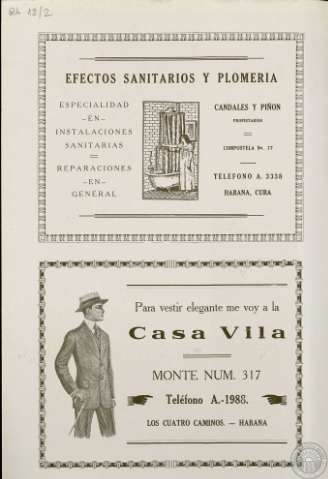 EFECTOS SANITARIOS Y PLOMERIA
ESPECIALIDAD
-EN-
INSTALACIONES
SANITARIAS
REPARACIONES
-EN-
GENERAL
CANDALES Y PIÑON
PROPIETARIOS
COMPOSTELA No. 17
TELEFONO A. 3338
HABANA, CUBA
Para vestir elegante me voy a la
Casa Vila
MONTE NUM. 317
Teléfono A.-1988.
LOS CUATRO CAMINOS. — HABANA